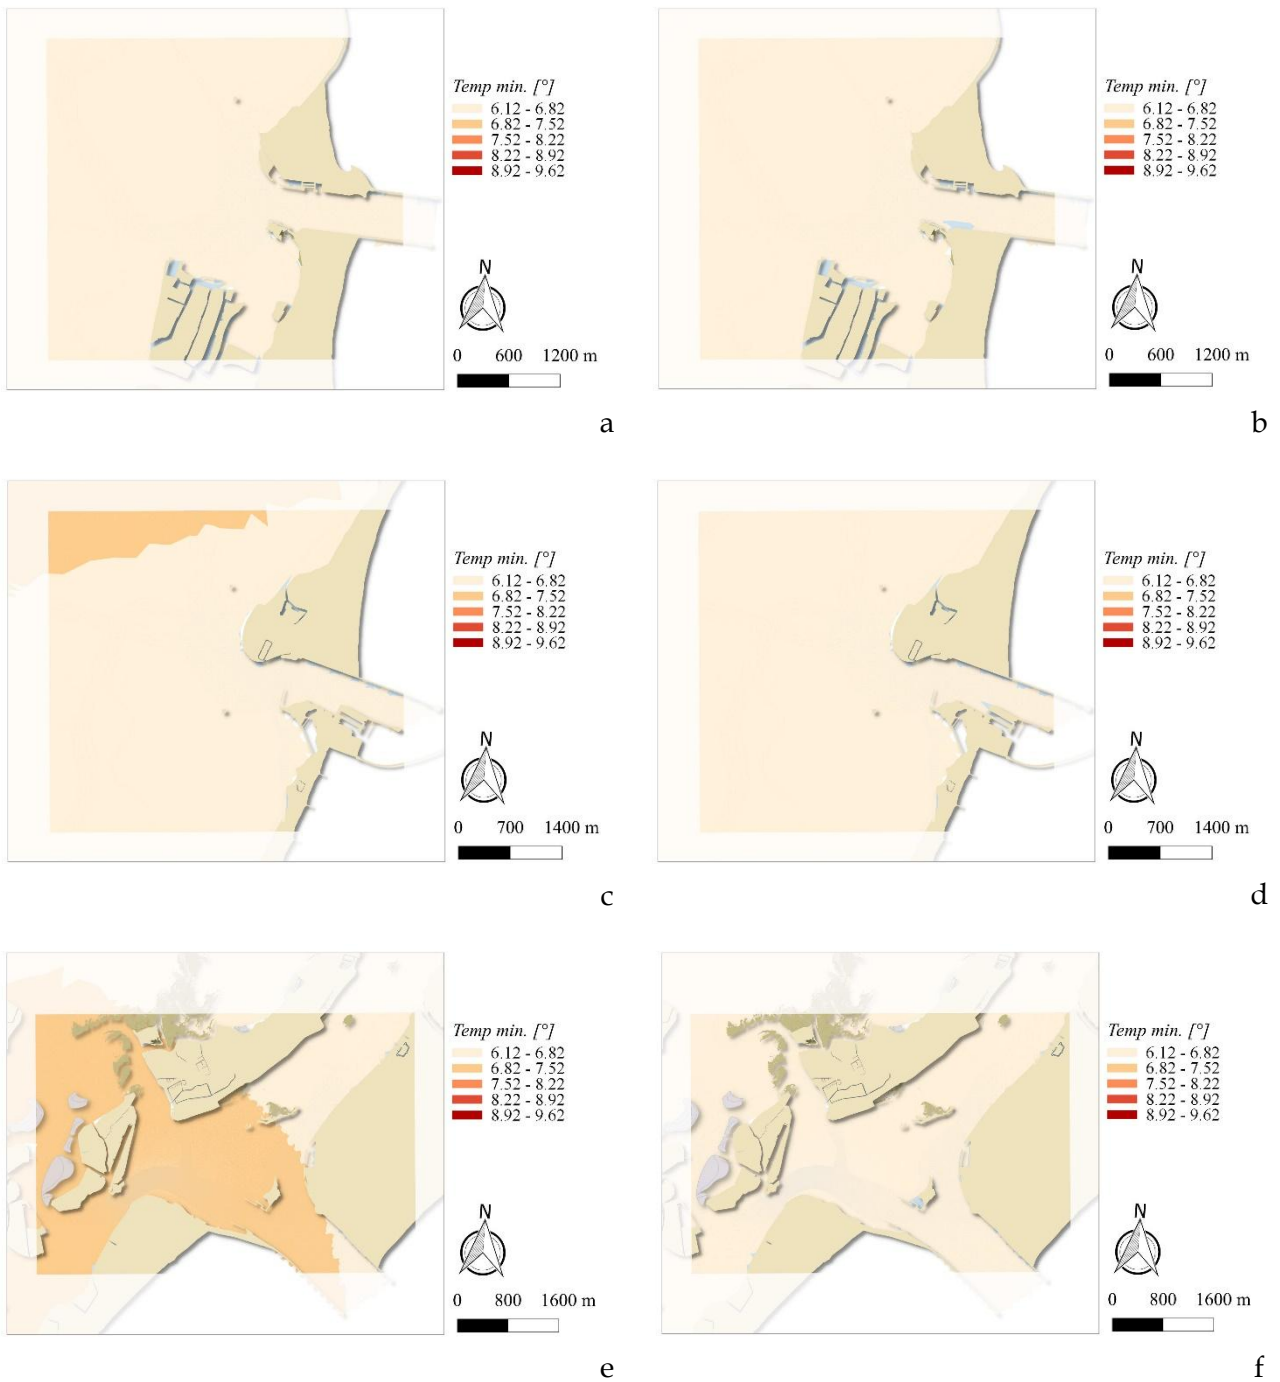 Temp min. [°]
6.12 - 6.82
6.82 - 7.52
7.52 - 8.22
8.22 - 8.92
8.92 - 9.62
N
0 600 1200 m
a
Temp min. [°]
6.12 - 6.82
6.82 - 7.52
7.52 - 8.22
8.22 - 8.92
8.92 - 9.62
N
0 600 1200 m
b
Temp min. [°]
6.12 - 6.82
6.82 - 7.52
7.52 - 8.22
8.22 - 8.92
8.92 - 9.62
N
0 700 1400 m
c
Temp min. [°]
6.12 - 6.82
6.82 - 7.52
7.52 - 8.22
8.22 - 8.92
8.92 - 9.62
N
0 700 1400 m
d
Temp min. [°]
6.12 - 6.82
6.82 - 7.52
7.52 - 8.22
8.22 - 8.92
8.92 - 9.62
N
0 800 1600 m
e
Temp min. [°]
6.12 - 6.82
6.82 - 7.52
7.52 - 8.22
8.22 - 8.92
8.92 - 9.62
N
0 800 1600 m
f